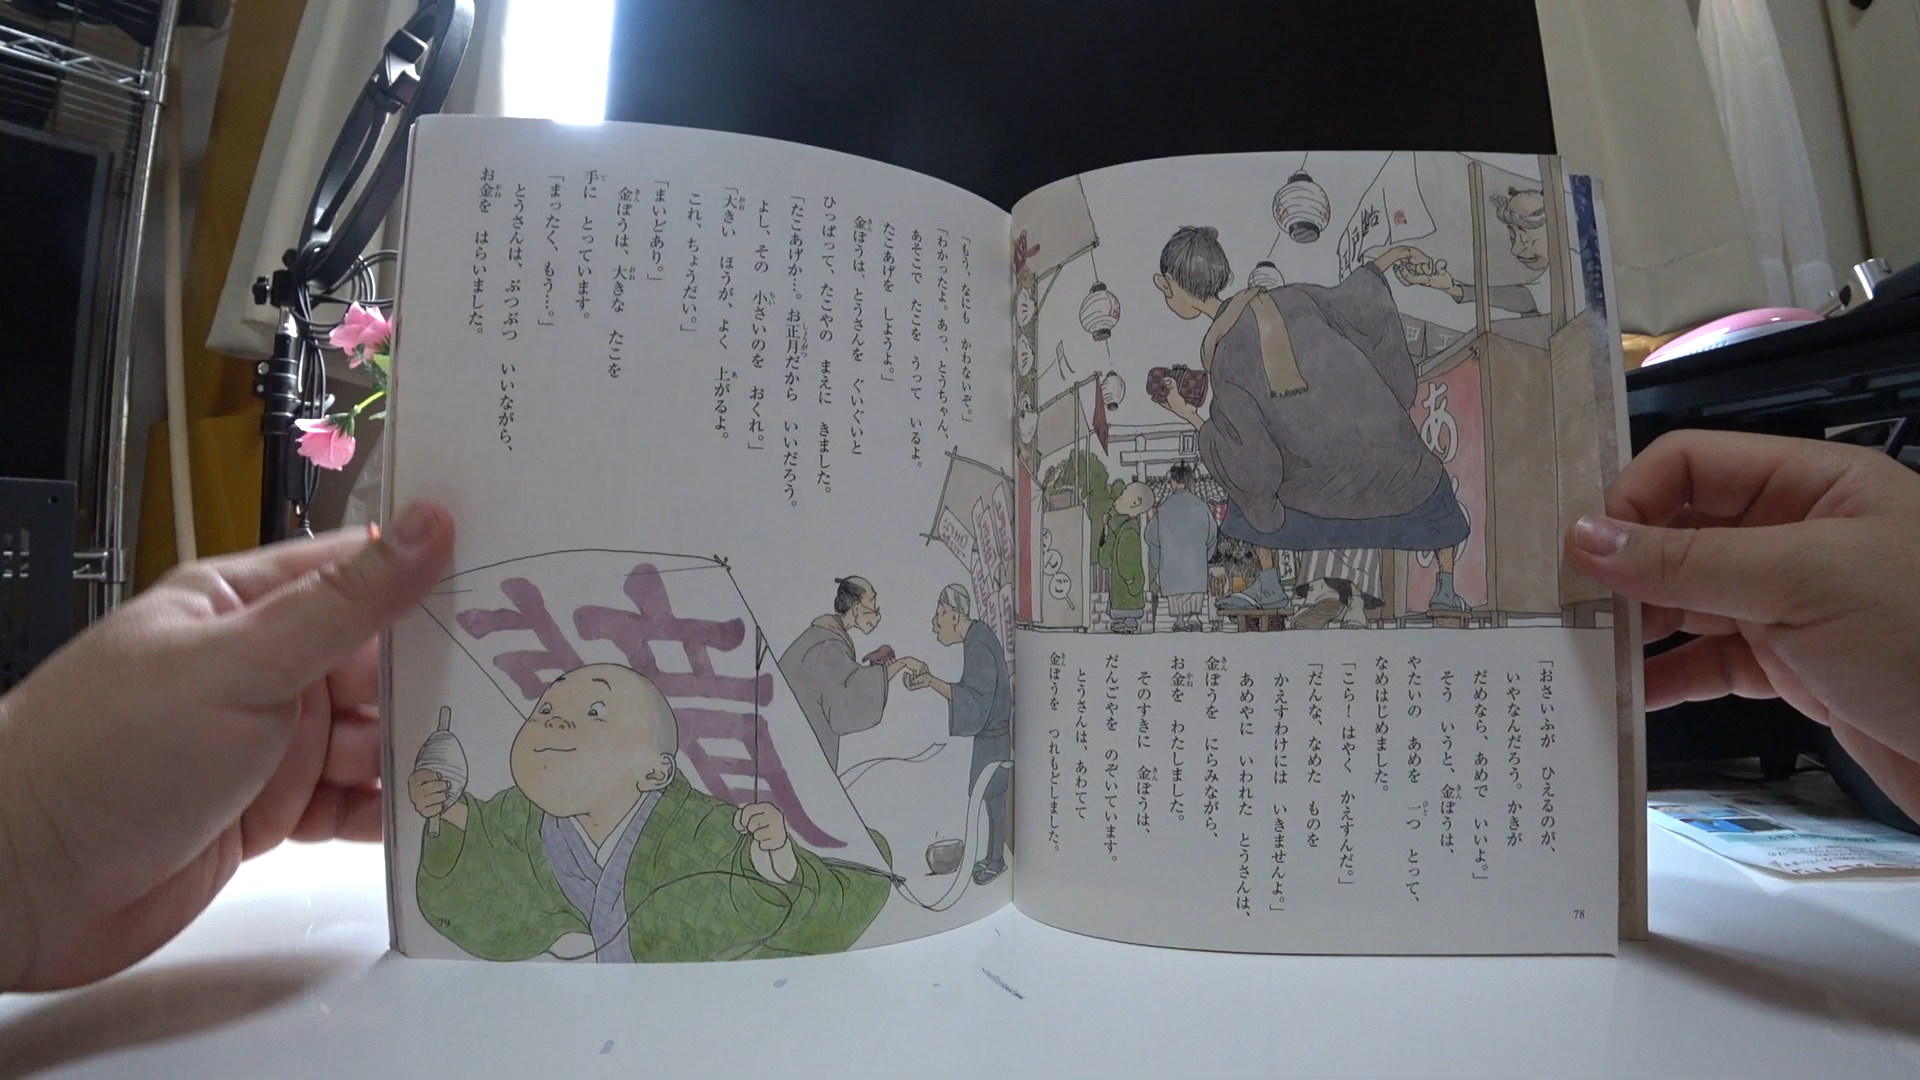 「おさいふが ひえるのが、
いやなんだろう。かきが
だめなら、あめで いいよ。」
そう いうと、金ぼうは、
やたいの あめを 一つ とって、
なめはじめました。
「こら! はやく かえすんだ。」
「だんな、なめた ものを
かえすわけには いきませんよ。」
あめやに いわれた とうさんは、
金ぼうを にらみながら、
お金を わたしました。
そのすきに 金ぼうは、
だんごやを のぞいています。
とうさんは、あわてて
金ぼうを つれもどしました。
78
「もう、なにも かわないぞ。」
「わかったよ。あっ、とうちゃん、
あそこで たこを うって いるよ。
たこあげを しようよ。」
金ぼうは、とうさんを ぐいぐいと
ひっぱって、たこやの まえに きました。
「たこあげか…。お正月だから いいだろう。
よし、その 小さいのを おくれ。」
「大きい ほうが、よく 上がるよ。
これ、ちょうだい。」
「まいどあり。」
金ぼうは、大きな たこを
手に とっています。
「まったく、もう…。」
とうさんは、ぶつぶつ いいながら、
お金を はらいました。
79
あ